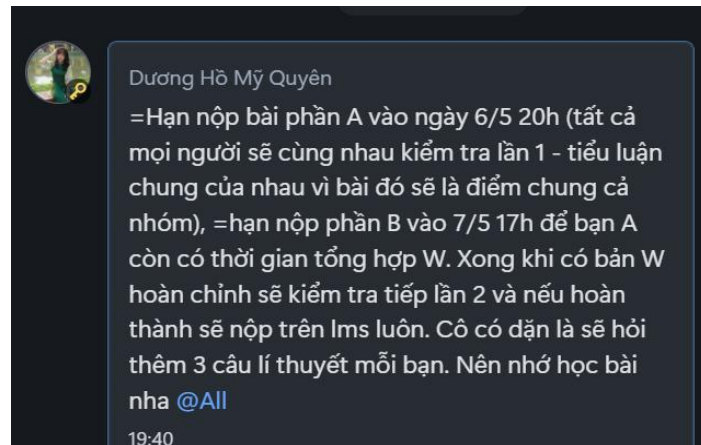 Dương Hồ Mỹ Quyên
=Hạn nộp bài phần A vào ngày 6/5 20h (tất cả
mọi người sẽ cùng nhau kiểm tra lần 1 - tiểu luận
chung của nhau vì bài đó sẽ là điểm chung cả
nhóm), =hạn nộp phần B vào 7/5 17h để bạn A
còn có thời gian tổng hợp W. Xong khi có bản W
hoàn chỉnh sẽ kiểm tra tiếp lần 2 và nếu hoàn
thành sẽ nộp trên lms luôn. Cô có dặn là sẽ hỏi
thêm 3 câu lí thuyết mỗi bạn. Nên nhớ học bài
nha @All
19:40